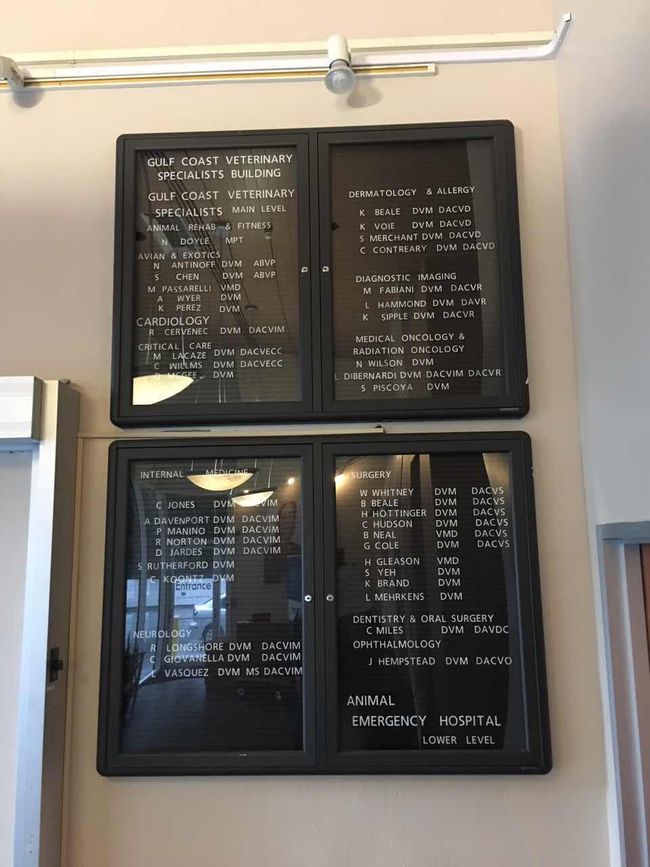 GULF COAST VETERINARY
SPECIALISTS BUILDING
GULF COAST VETERINARY
SPECIALISTS MAIN LEVEL
ANIMAL REHAB & FITNESS
N DOYLE MPT
AVIAN & EXOTICS
N ANTINOFF DVM ABVP
S CHEN DVM ABVP
M PASSARELLI VMD
A WYER DVM
K PEREZ DVM
CARDIOLOGY
R CERVENEC DVM DACVIM
CRITICAL CARE
M LACAZE DVM DACVECC
C WILLMS DVM DACVECC
MCGEE DVM
DERMATOLOGY & ALLERGY
K BEALE DVM DACVD
K VOIE DVM DACVD
S MERCHANT DVM DACVD
C CONTREARY DVM DACVD
DIAGNOSTIC IMAGING
M FABIANI DVM DACVR
L HAMMOND DVM DAVR
K SIPPLE DVM DACVR
MEDICAL ONCOLOGY &
RADIATION ONCOLOGY
N WILSON DVM
L DIBERNARDI DVM DACVIM DACVR
S PISCOYA DVM
INTERNAL MEDICINE
C JONES DVM DACVIM
A DAVENPORT DVM DACVIM
P MANINO DVM DACVIM
R NORTON DVM DACVIM
D JARDES DVM DACVIM
S RUTHERFORD DVM
C KOONTZ DVM
Entrance
NEUROLOGY
R LONGSHORE DVM DACVIM
C GIOVANELLA DVM DACVIM
L VASQUEZ DVM MS DACVIM
SURGERY
W WHITNEY DVM DACVS
B BEALE DVM DACVS
H HOTTINGER DVM DACVS
C HUDSON DVM DACVS
B NEAL VMD DACVS
G COLE DVM DACVS
H GLEASON VMD
S YEH DVM
K BRAND DVM
L MEHRKENS DVM
DENTISTRY & ORAL SURGERY
C MILES DVM DAVDC
OPHTHALMOLOGY
J HEMPSTEAD DVM DACVO
ANIMAL
EMERGENCY HOSPITAL
LOWER LEVEL